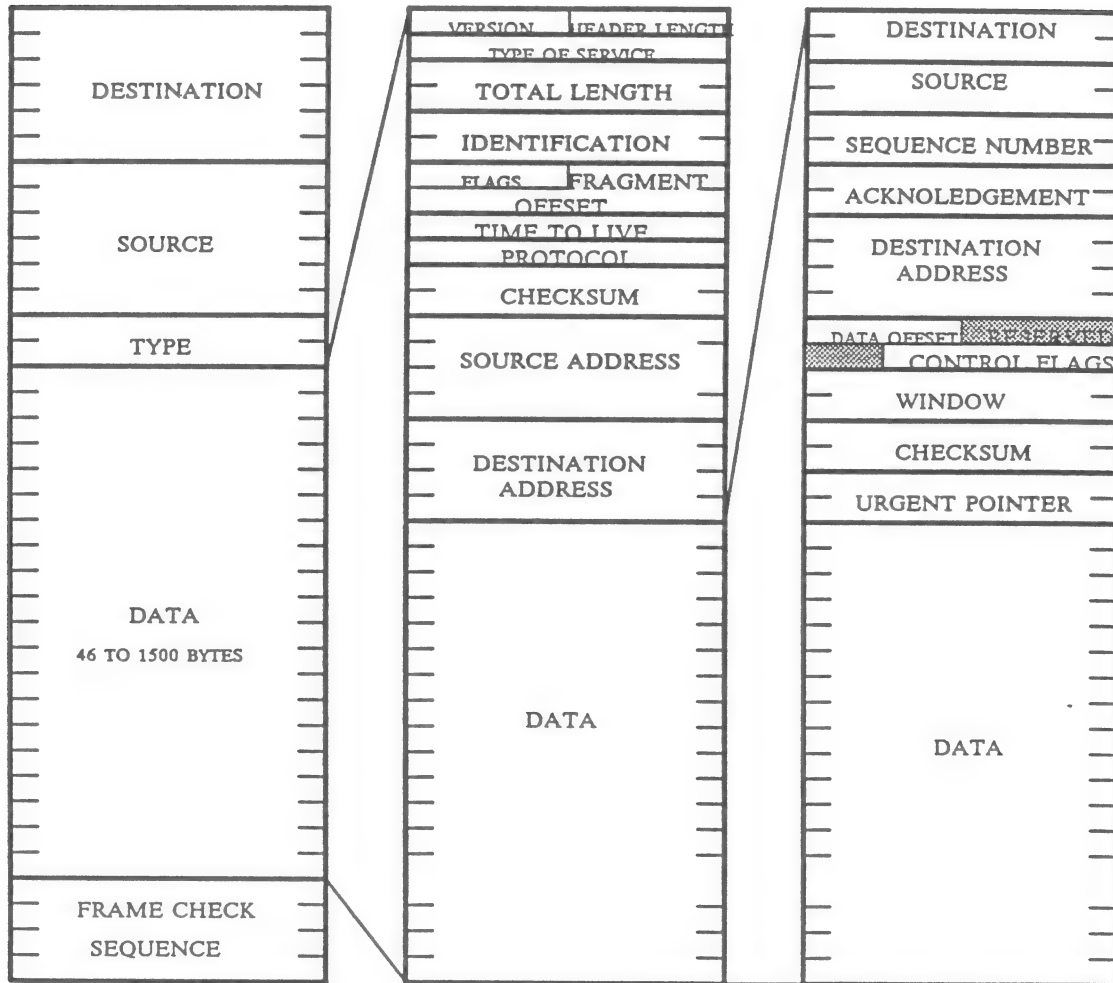 DESTINATION
SOURCE
TYPE
DATA
46 TO 1500 BYTES
FRAME CHECK
SEQUENCE
VERSION HEADER LENGTH
TYPE OF SERVICE
TOTAL LENGTH
IDENTIFICATION
FLAGS FRAGMENT
OFFSET
TIME TO LIVE
PROTOCOL
CHECKSUM
SOURCE ADDRESS
DESTINATION
ADDRESS
DATA
DESTINATION
SOURCE
SEQUENCE NUMBER
ACKNOLEDGEMENT
DESTINATION
ADDRESS
DATA OFFSET RESERVED
CONTROL FLAGS
WINDOW
CHECKSUM
URGENT POINTER
DATA